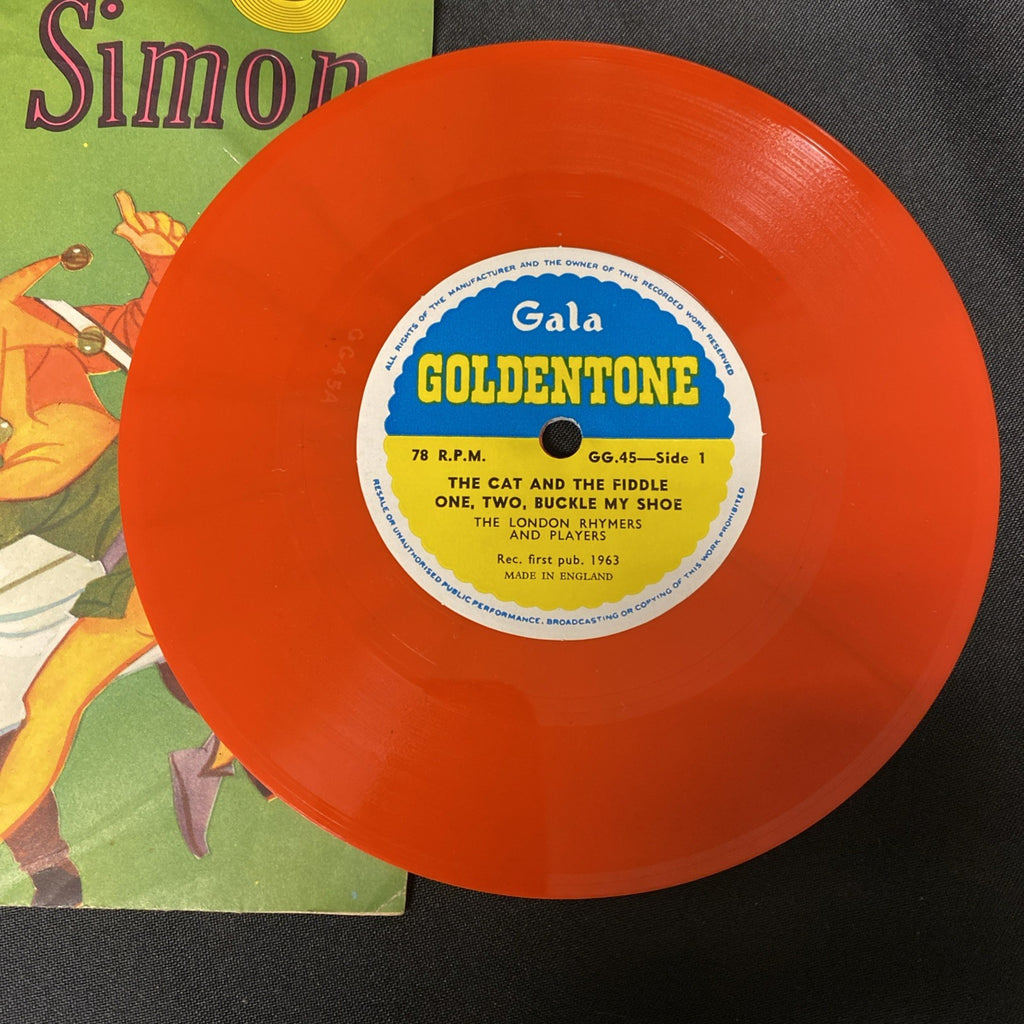 Simon
ALL RIGHTS OF THE MANUFACTURER AND THE OWNER OF THIS RECORDED WORK RESERVED
Gala
GOLDENTONE
78 R.P.M. GG.45—Side 1
THE CAT AND THE FIDDLE
ONE, TWO, BUCKLE MY SHOE
THE LONDON RHYMERS
AND PLAYERS
Rec. first pub. 1963
MADE IN ENGLAND
RESALE OR UNAUTHORISED PUBLIC PERFORMANCE, BROADCASTING OR COPYING OF THIS WORK PROHIBITED
GG45A